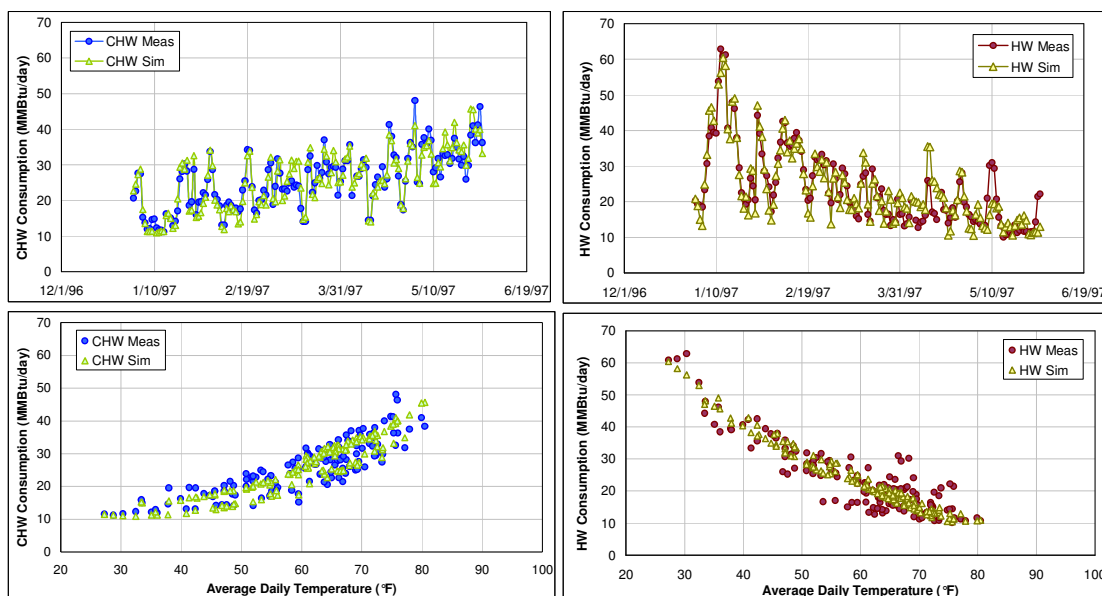 70
60
50
40
30
20
10
0
CHW Consumption (MMBtu/day)
CHW Meas
CHW Sim
12/1/96 1/10/97 2/19/97 3/31/97 5/10/97 6/19/97
70
60
50
40
30
20
10
0
HW Consumption (MMBtu/day)
HW Meas
HW Sim
12/1/96 1/10/97 2/19/97 3/31/97 5/10/97 6/19/97
70
60
50
40
30
20
10
0
CHW Consumption (MMBtu/day)
CHW Meas
CHW Sim
20 30 40 50 60 70 80 90 100
Average Daily Temperature (°F)
70
60
50
40
30
20
10
0
HW Consumption (MMBtu/day)
HW Meas
HW Sim
20 30 40 50 60 70 80 90 100
Average Daily Temperature (°F)